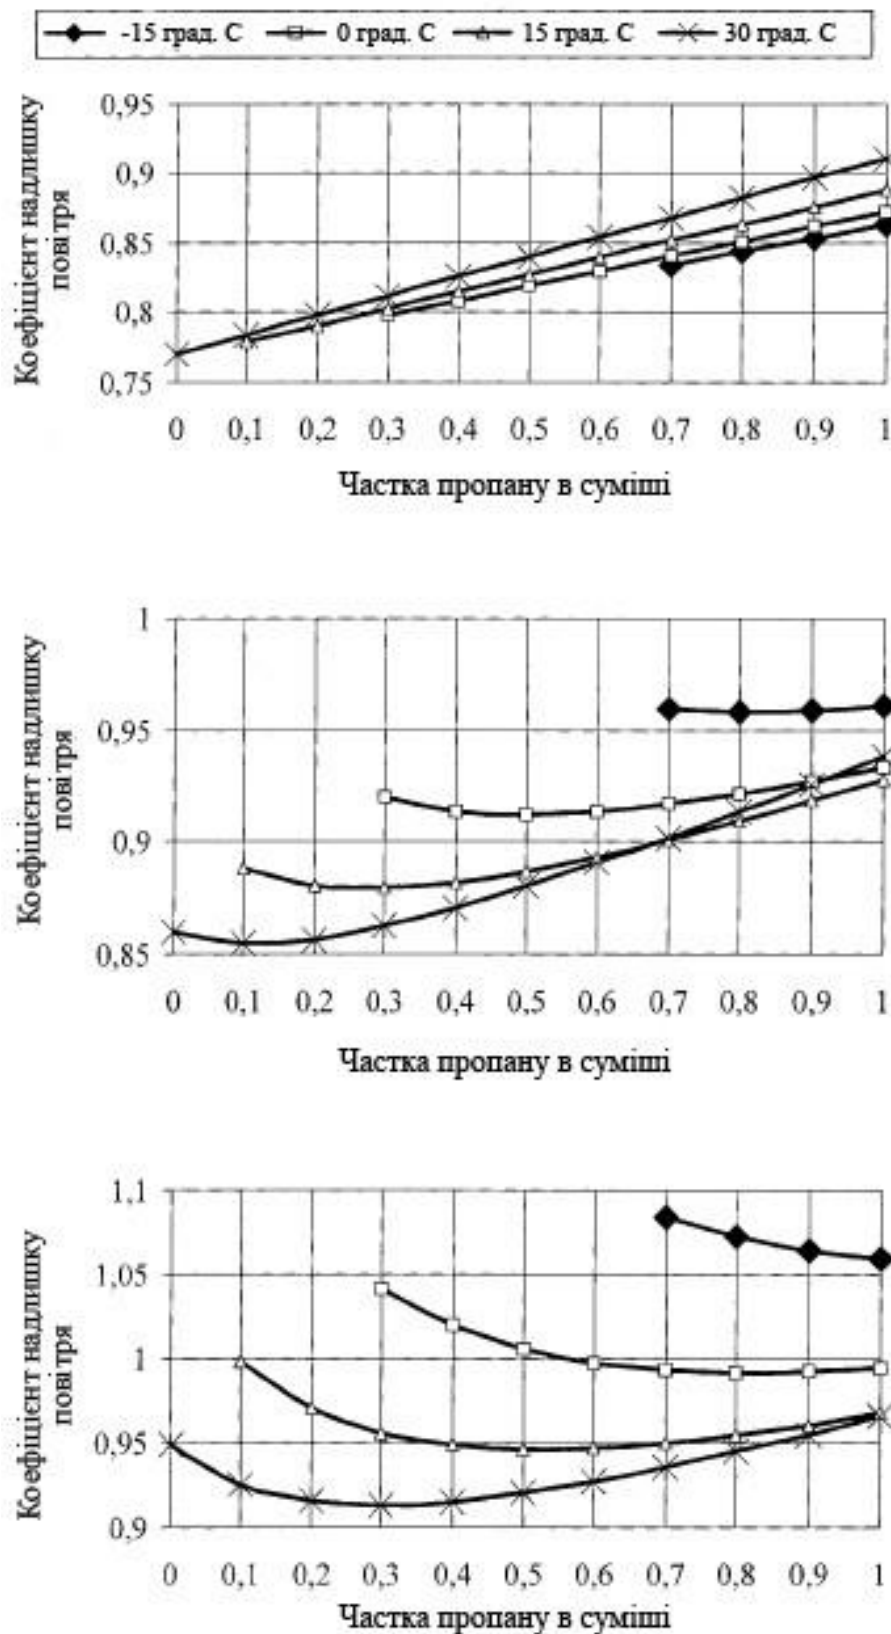 -15 град. С 0 град. С 15 град. С 30 град. С
Коефіцієнт надлишку
повітря
0,95
0,9
0,85
0,8
0,75
0 0,1 0,2 0,3 0,4 0,5 0,6 0,7 0,8 0,9 1
Частка пропану в суміші
Коефіцієнт надлишку
повітря
1
0,95
0,9
0,85
0 0,1 0,2 0,3 0,4 0,5 0,6 0,7 0,8 0,9 1
Частка пропану в суміші
Коефіцієнт надлишку
повітря
1,1
1,05
1
0,95
0,9
0 0,1 0,2 0,3 0,4 0,5 0,6 0,7 0,8 0,9 1
Частка пропану в суміші